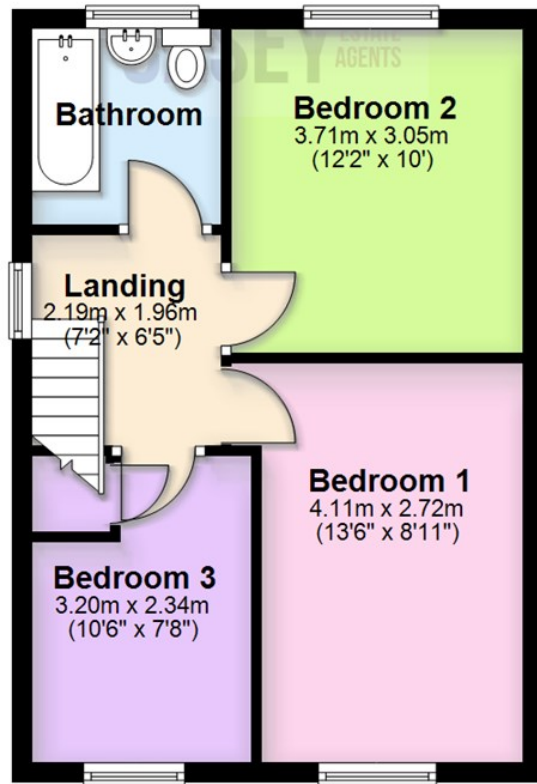 ESTATE
AGENTS
Bathroom
Bedroom 2
3.71m x 3.05m
(12'2" x 10')
Landing
2.19m x 1.96m
(7'2" x 6'5")
Bedroom 1
4.11m x 2.72m
(13'6" x 8'11")
Bedroom 3
3.20m x 2.34m
(10'6" x 7'8")